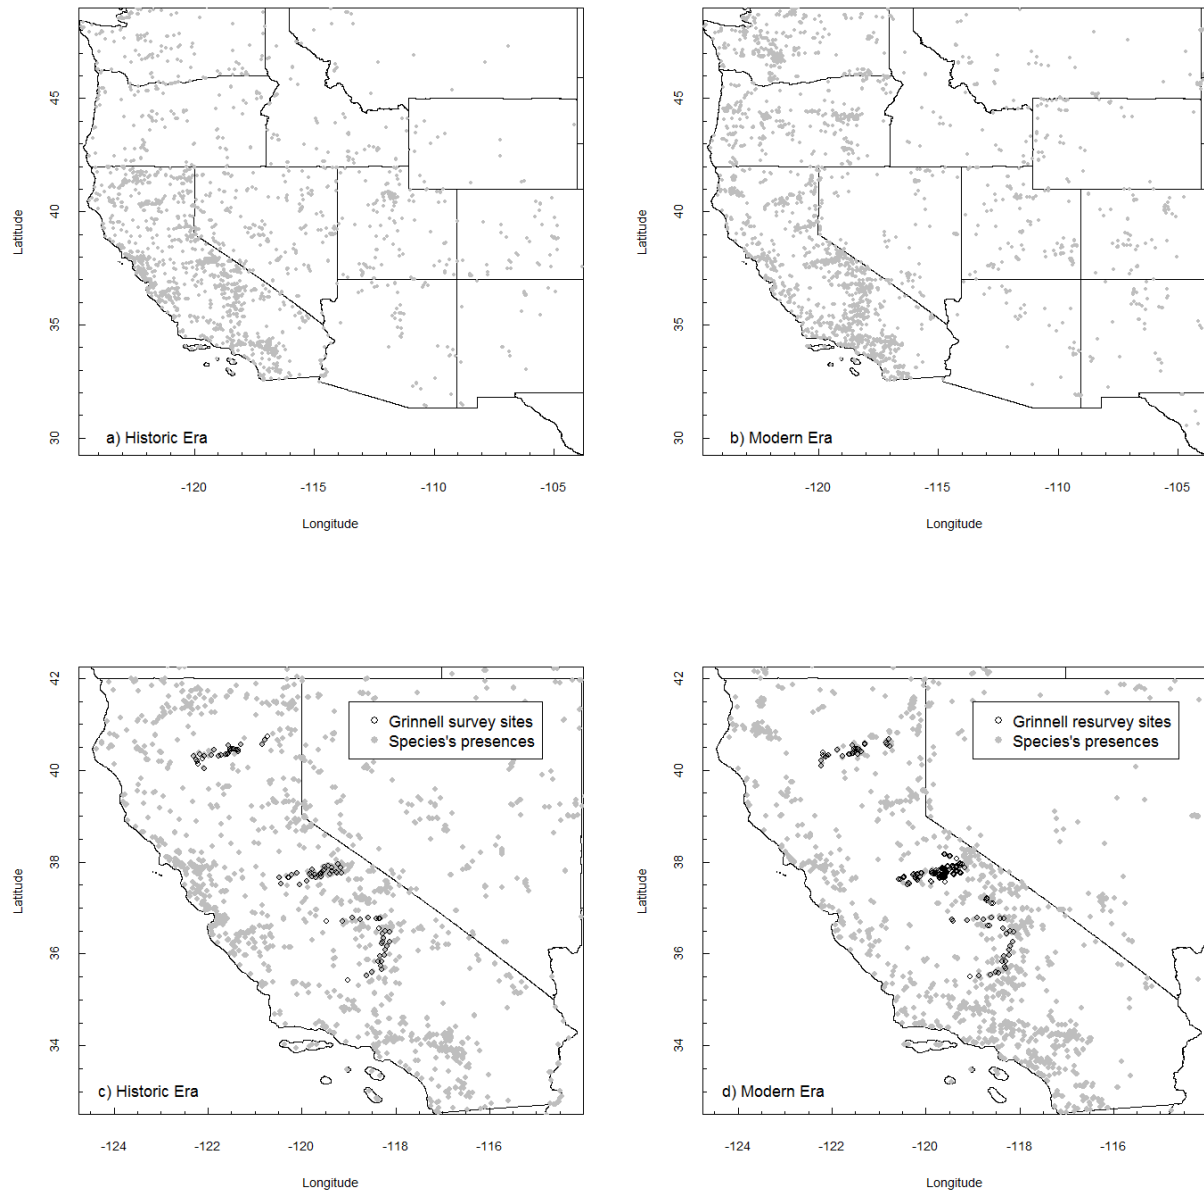 45
40
35
30
Latitude
a) Historic Era
-120
-115
-110
-105
Longitude
45
40
35
30
Latitude
b) Modern Era
-120
-115
-110
-105
Longitude
42
40
38
36
34
Latitude
Grinnell survey sites
Species's presences
c) Historic Era
-124
-122
-120
-118
-116
Longitude
42
40
38
36
34
Latitude
Grinnell resurvey sites
Species's presences
d) Modern Era
-124
-122
-120
-118
-116
Longitude